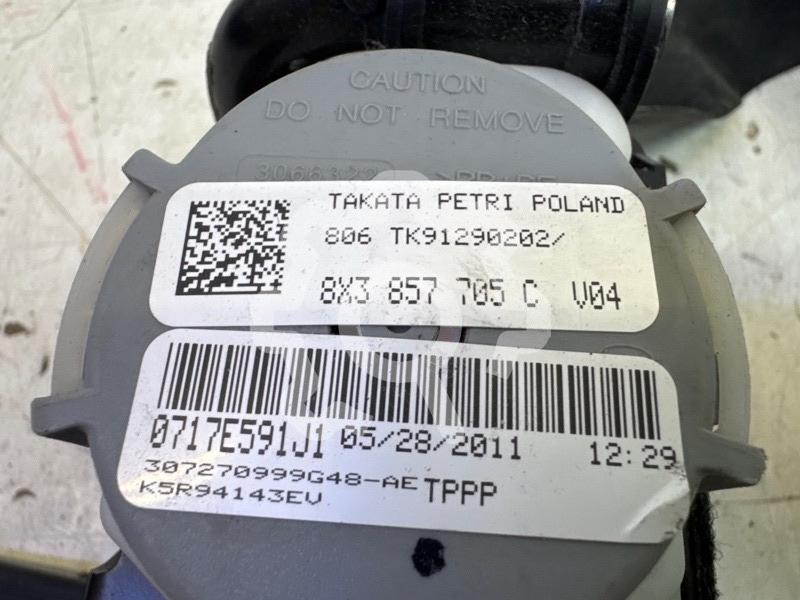 CAUTION
DO NOT REMOVE
3066322
TAKATA PETRI POLAND
806 TK91290202/
8X3 857 705 C V04
0717E591J1 05/28/2011 12:29
307270999G48-AE TPPP
K5R94143EV